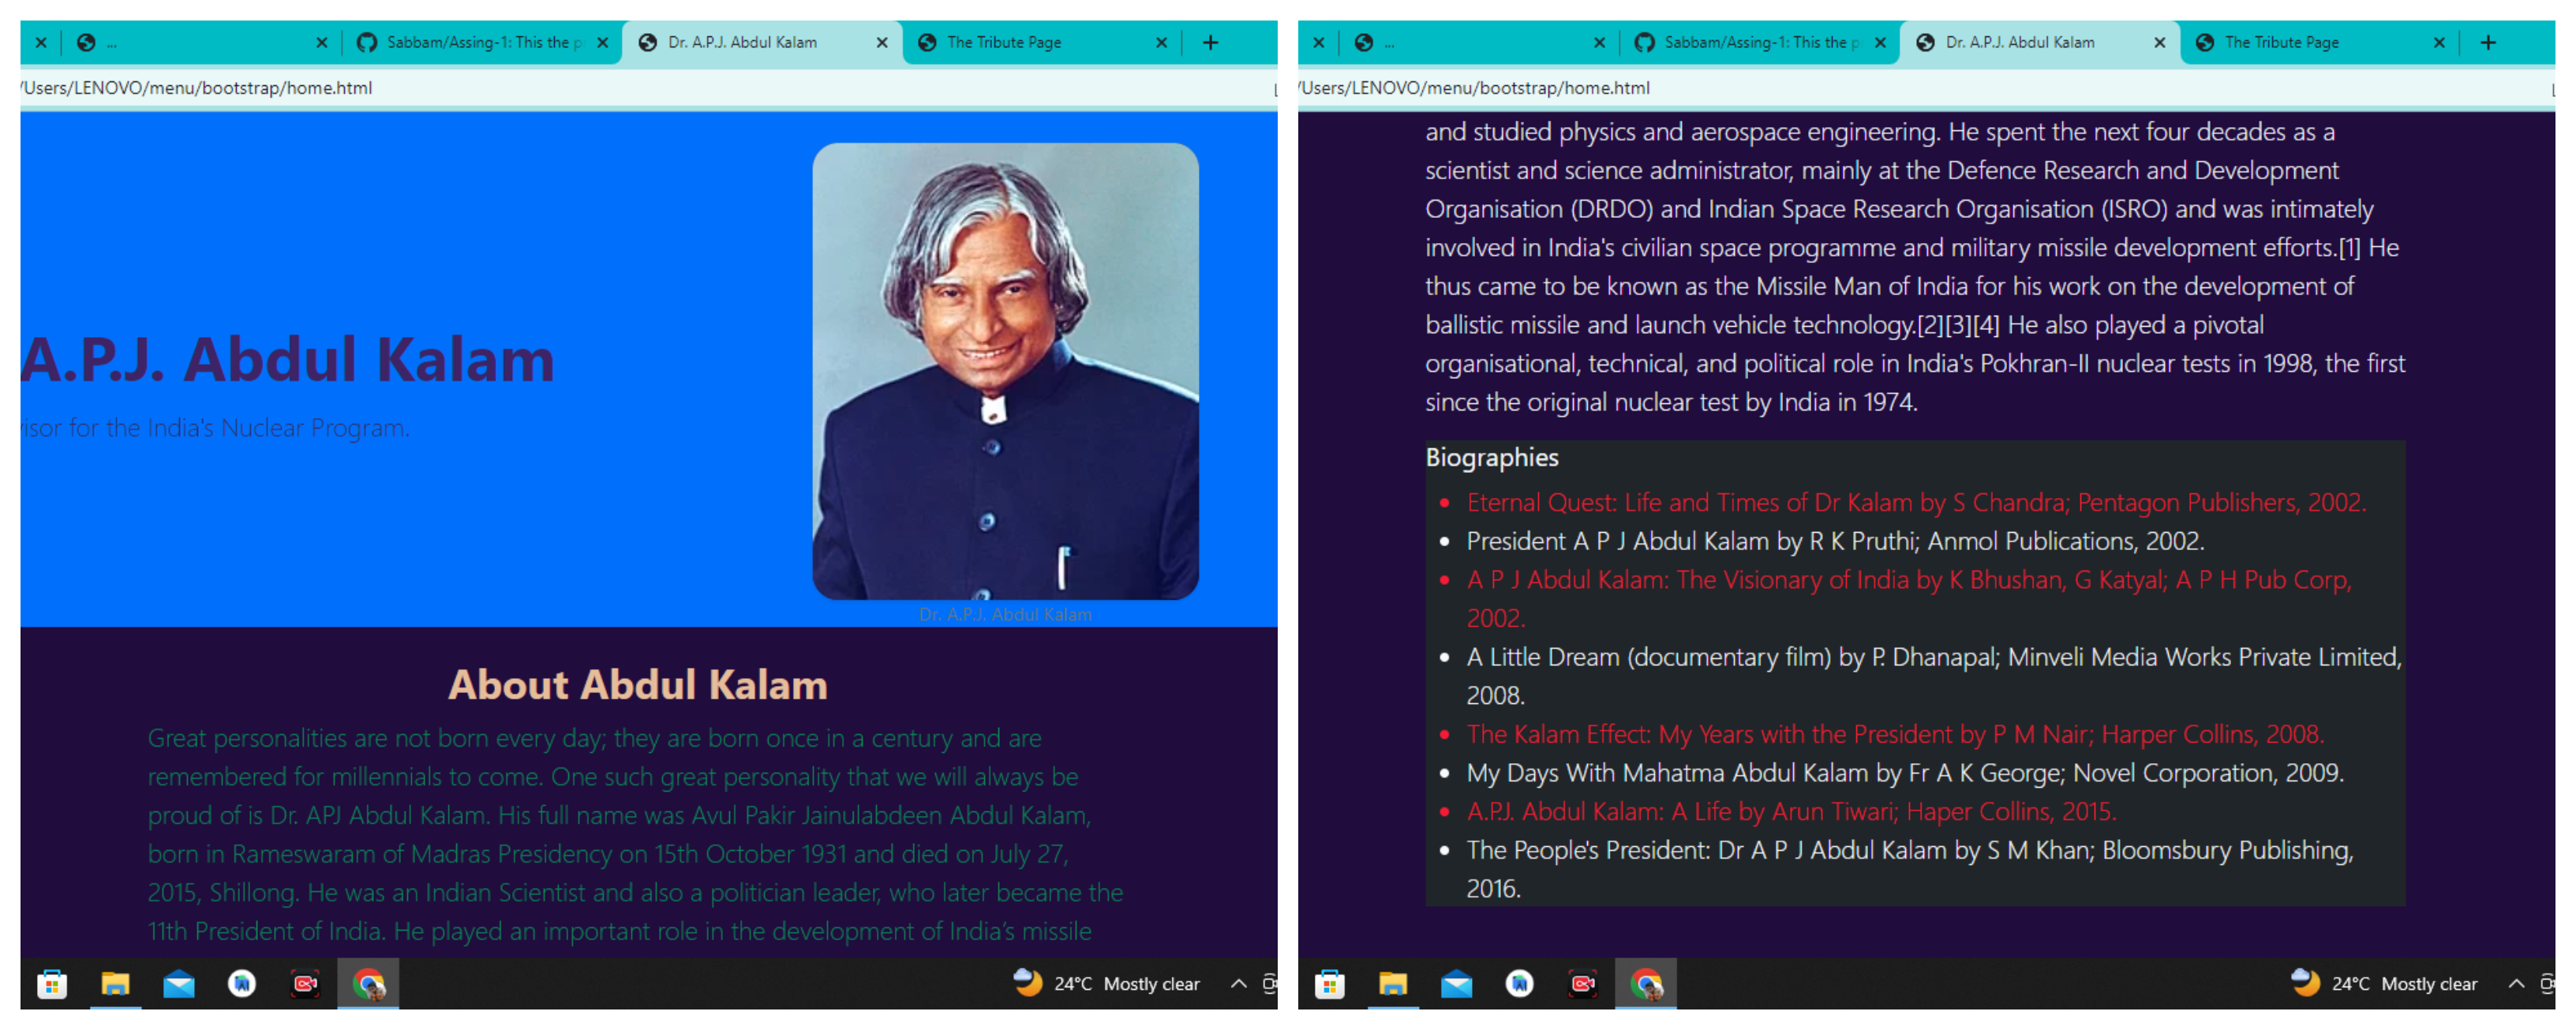 ...
Sabbam/Assing-1: This the p
Dr. A.P.J. Abdul Kalam
The Tribute Page
/Users/LENOVO/menu/bootstrap/home.html
A.P.J. Abdul Kalam
for the India's Nuclear Program.
Dr. A.P.J. Abdul Kalam
About Abdul Kalam
Great personalities are not born every day; they are born once in a century and are
remembered for millennials to come. One such great personality that we will always be
proud of is Dr. APJ Abdul Kalam. His full name was Avul Pakir Jainulabdeen Abdul Kalam,
born in Rameswaram of Madras Presidency on 15th October 1931 and died on July 27,
2015, Shillong. He was an Indian Scientist and also a politician leader, who later became the
11th President of India. He played an important role in the development of India's missile
24°C Mostly clear
...
Sabbam/Assing-1: This the p
Dr. A.P.J. Abdul Kalam
The Tribute Page
/Users/LENOVO/menu/bootstrap/home.html
and studied physics and aerospace engineering. He spent the next four decades as a
scientist and science administrator, mainly at the Defence Research and Development
Organisation (DRDO) and Indian Space Research Organisation (ISRO) and was intimately
involved in India's civilian space programme and military missile development efforts.[1] He
thus came to be known as the Missile Man of India for his work on the development of
ballistic missile and launch vehicle technology.[2][3][4] He also played a pivotal
organisational, technical, and political role in India's Pokhran-II nuclear tests in 1998, the first
since the original nuclear test by India in 1974.
Biographies
• Eternal Quest: Life and Times of Dr Kalam by S Chandra; Pentagon Publishers, 2002.
• President A P J Abdul Kalam by R K Pruthi; Anmol Publications, 2002.
• A P J Abdul Kalam: The Visionary of India by K Bhushan, G Katyal; A P H Pub Corp,
2002.
• A Little Dream (documentary film) by P. Dhanapal; Minveli Media Works Private Limited,
2008.
• The Kalam Effect: My Years with the President by P M Nair; Harper Collins, 2008.
• My Days With Mahatma Abdul Kalam by Fr A K George; Novel Corporation, 2009.
• A.P.J. Abdul Kalam: A Life by Arun Tiwari; Haper Collins, 2015.
• The People's President: Dr A P J Abdul Kalam by S M Khan; Bloomsbury Publishing,
2016.
24°C Mostly clear